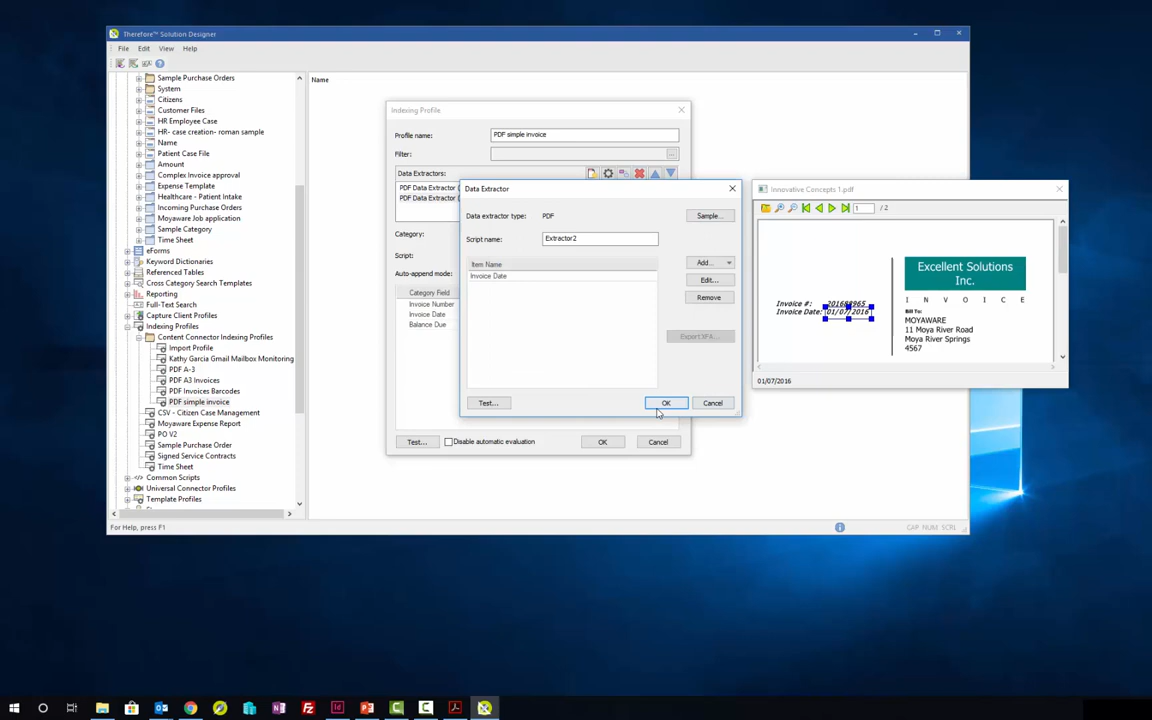 Therefore™ Solution Designer
File Edit View Help
Sample Purchase Orders
System
Citizens
Customer Files
HR Employee Case
HR- case creation- roman sample
Name
Patient Case File
Amount
Complex Invoice approval
Expense Template
Healthcare - Patient Intake
Incoming Purchase Orders
Moyaware Job application
Sample Category
Time Sheet
eForms
Keyword Dictionaries
Referenced Tables
Cross Category Search Templates
Reporting
Full-Text Search
Capture Client Profiles
Indexing Profiles
Content Connector Indexing Profiles
Import Profile
Kathy Garcia Gmail Mailbox Monitoring
PDF A-3
PDF A3 Invoices
PDF Invoices Barcodes
PDF simple invoice
CSV - Citizen Case Management
Moyaware Expense Report
PO V2
Sample Purchase Order
Signed Service Contracts
Time Sheet
Common Scripts
Universal Connector Profiles
Template Profiles
For Help, press F1
CAP NUM SCRL
Name
Indexing Profile
Profile name: PDF simple invoice
Filter:
Data Extractors:
PDF Data Extractor (
PDF Data Extractor (
Category:
Script:
Auto-append mode:
Category Field
Invoice Number
Invoice Date
Balance Due
Test... Disable automatic evaluation OK Cancel
Data Extractor
Data extractor type: PDF Sample...
Script name: Extractor2
Item Name
Invoice Date
Add...
Edit...
Remove
Export XFA...
Test... OK Cancel
Innovative Concepts 1.pdf
1 / 2
Excellent Solutions
Inc.
I N V O I C E
Invoice #: 201688965
Invoice Date: 01/07/2016
Bill To:
MOYAWARE
11 Moya River Road
Moya River Springs
4567
01/07/2016